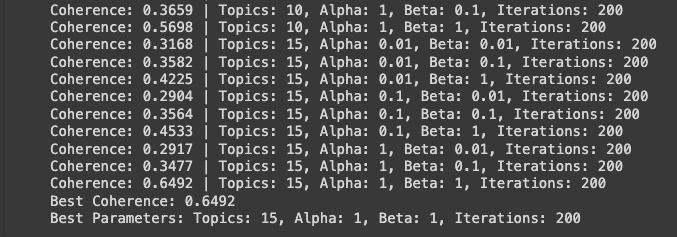 Coherence: 0.3659 | Topics: 10, Alpha: 1, Beta: 0.1, Iterations: 200
Coherence: 0.5698 | Topics: 10, Alpha: 1, Beta: 1, Iterations: 200
Coherence: 0.3168 | Topics: 15, Alpha: 0.01, Beta: 0.01, Iterations: 200
Coherence: 0.3582 | Topics: 15, Alpha: 0.01, Beta: 0.1, Iterations: 200
Coherence: 0.4225 | Topics: 15, Alpha: 0.01, Beta: 1, Iterations: 200
Coherence: 0.2904 | Topics: 15, Alpha: 0.1, Beta: 0.01, Iterations: 200
Coherence: 0.3564 | Topics: 15, Alpha: 0.1, Beta: 0.1, Iterations: 200
Coherence: 0.4533 | Topics: 15, Alpha: 0.1, Beta: 1, Iterations: 200
Coherence: 0.2917 | Topics: 15, Alpha: 1, Beta: 0.01, Iterations: 200
Coherence: 0.3477 | Topics: 15, Alpha: 1, Beta: 0.1, Iterations: 200
Coherence: 0.6492 | Topics: 15, Alpha: 1, Beta: 1, Iterations: 200
Best Coherence: 0.6492
Best Parameters: Topics: 15, Alpha: 1, Beta: 1, Iterations: 200